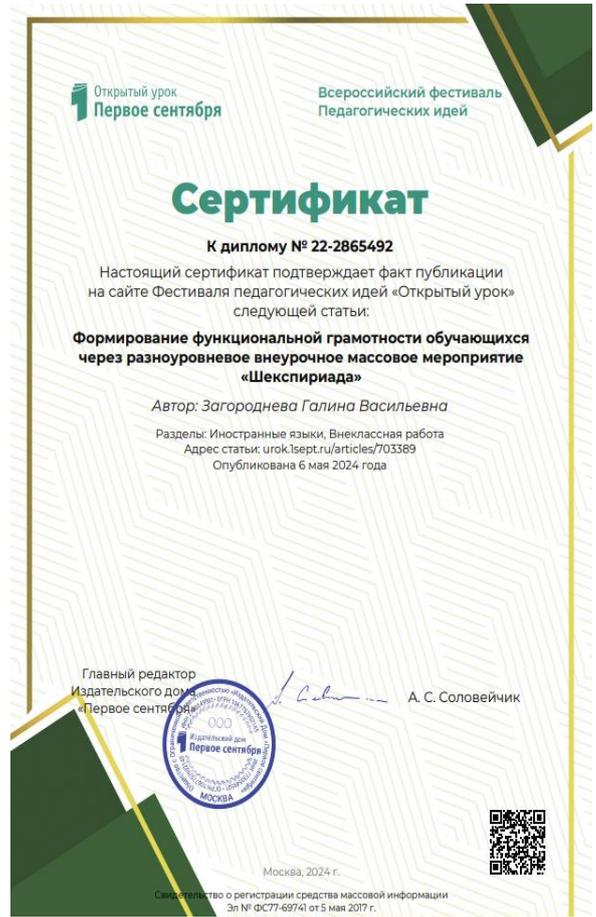 Открытый урок
Первое сентября
Всероссийский фестиваль
Педагогических идей
Сертификат
К диплому № 22-2865492
Настоящий сертификат подтверждает факт публикации
на сайте Фестиваля педагогических идей «Открытый урок»
следующей статьи:
Формирование функциональной грамотности обучающихся
через разноуровневое внеурочное массовое мероприятие
«Шекспириада»
Автор: Загороднева Галина Васильевна
Разделы: Иностранные языки, Внеклассная работа
Адрес статьи: urok.1sept.ru/articles/703389
Опубликована 6 мая 2024 года
Главный редактор
Издательского дома
«Первое сентября»
А. С. Соловейчик
ООО
Издательский дом
Первое сентября
МОСКВА
Москва, 2024 г.
Свидетельство о регистрации средства массовой информации
Эл № ФС77-69741 от 5 мая 2017 г.